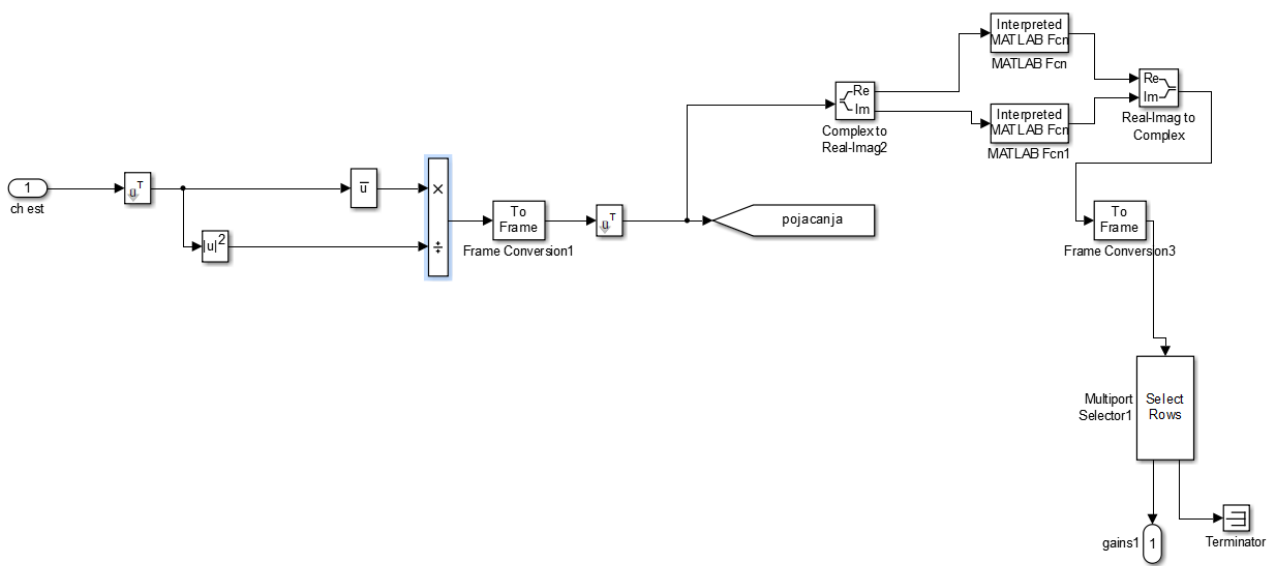 Interpreted
MATLAB Fcn
MATLAB Fcn
Re
Im
Complex to
Real-Imag2
Interpreted
MATLAB Fcn
MATLAB Fcn1
Re
Im
Real-Imag to
Complex
1
ch est
uᵀ
u̅
|u|²
×
÷
To
Frame
Frame Conversion1
uᵀ
pojacanja
To
Frame
Frame Conversion3
Multiport
Selector1
Select
Rows
gains1
1
Terminator